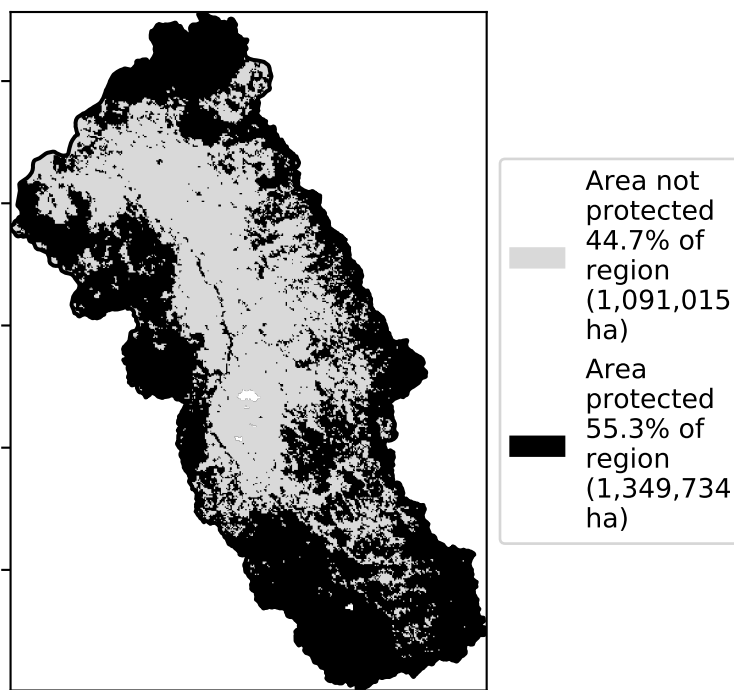 Area not
protected
44.7% of
region
(1,091,015
ha)
Area
protected
55.3% of
region
(1,349,734
ha)